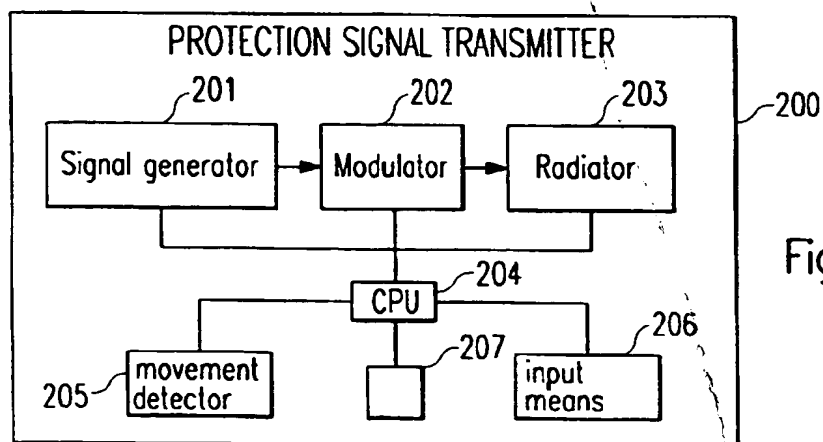 PROTECTION SIGNAL TRANSMITTER
201
202
203
200
Signal generator
Modulator
Radiator
204
CPU
Fig
205
movement
detector
207
206
input
means